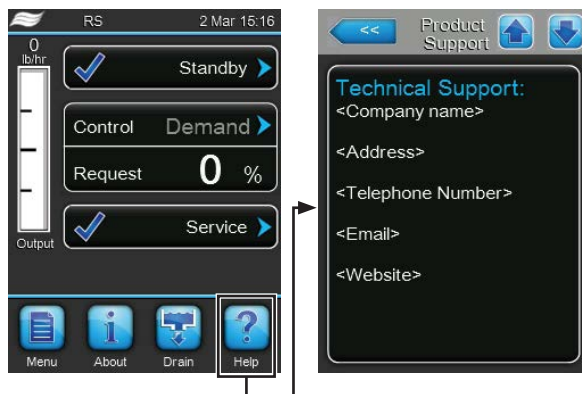 RS 2 Mar 15:16
0
lb/hr
Standby
Control Demand
Request 0 %
Service
Output
Menu About Drain Help
<< Product
Support
Technical Support:
<Company name>
<Address>
<Telephone Number>
<Email>
<Website>